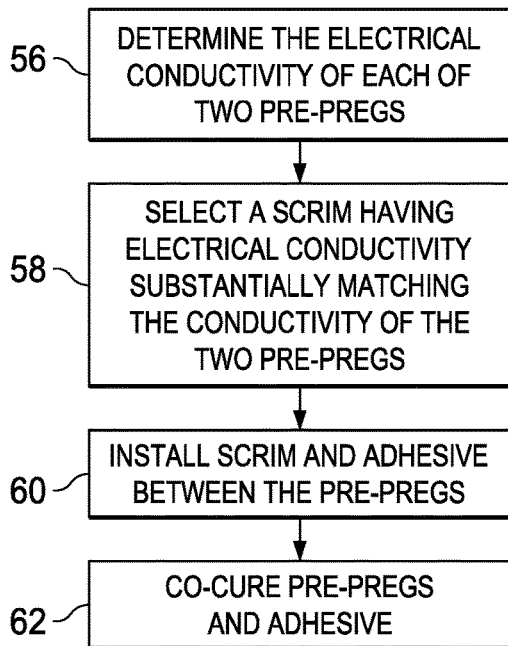 56
DETERMINE THE ELECTRICAL
CONDUCTIVITY OF EACH OF
TWO PRE-PREGS
58
SELECT A SCRIM HAVING
ELECTRICAL CONDUCTIVITY
SUBSTANTIALLY MATCHING
THE CONDUCTIVITY OF THE
TWO PRE-PREGS
60
INSTALL SCRIM AND ADHESIVE
BETWEEN THE PRE-PREGS
62
CO-CURE PRE-PREGS
AND ADHESIVE